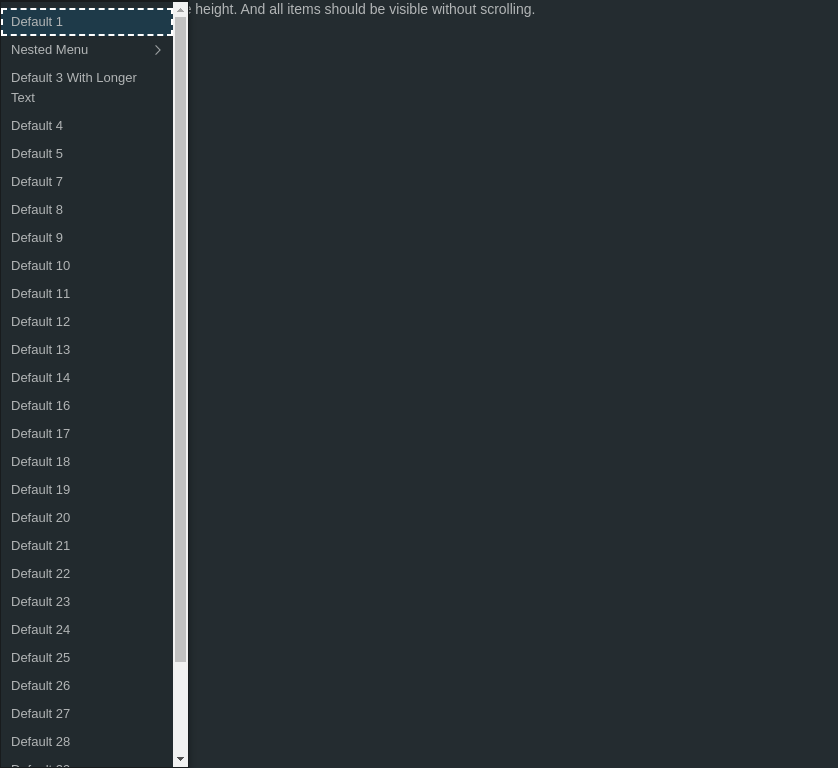 Default 1
height. And all items should be visible without scrolling.
Nested Menu
Default 3 With Longer
Text
Default 4
Default 5
Default 7
Default 8
Default 9
Default 10
Default 11
Default 12
Default 13
Default 14
Default 16
Default 17
Default 18
Default 19
Default 20
Default 21
Default 22
Default 23
Default 24
Default 25
Default 26
Default 27
Default 28